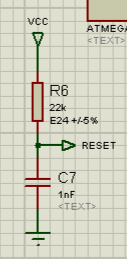 VCC
ATMEGA
<TEXT>
R6
22k
E24 +/-5%
RESET
C7
1nF
<TEXT>